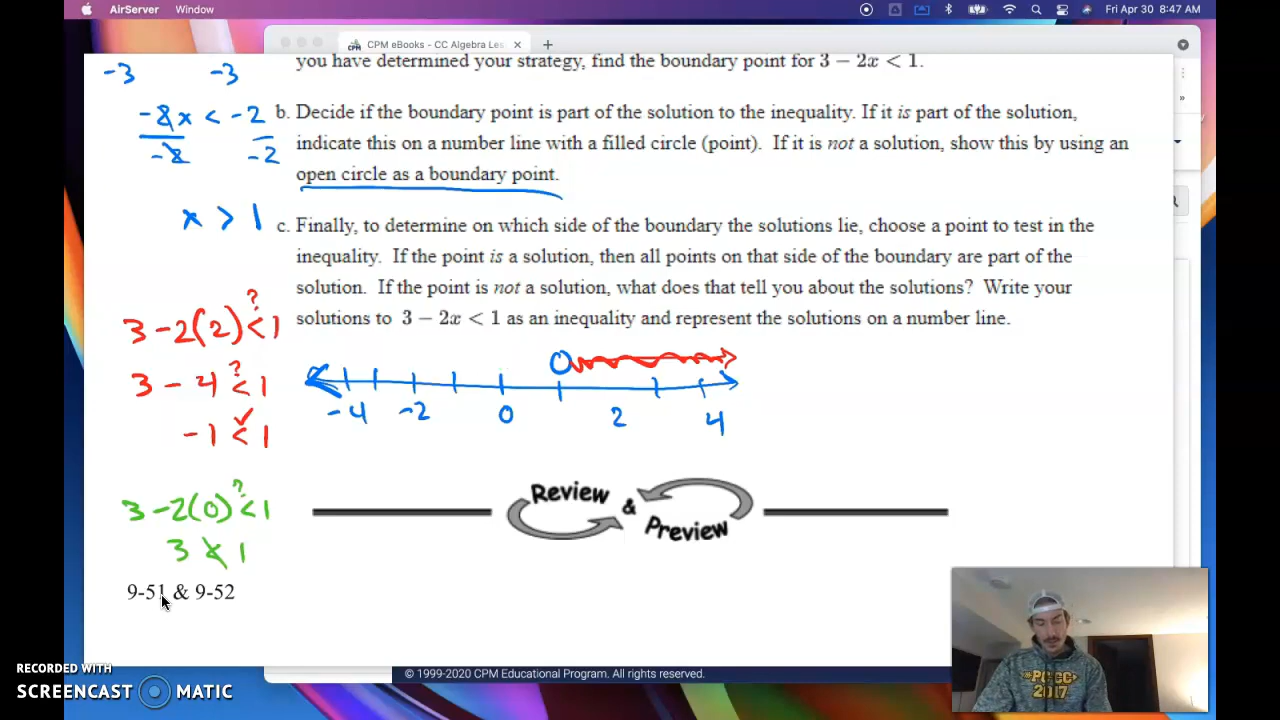 AirServer Window Fri Apr 30 8:47 AM
CPM eBooks - CC Algebra Les
you have determined your strategy, find the boundary point for 3 − 2x < 1.
-3 -3
-2x < -2
-2 -2
x > 1
b. Decide if the boundary point is part of the solution to the inequality. If it is part of the solution,
indicate this on a number line with a filled circle (point). If it is not a solution, show this by using an
open circle as a boundary point.
c. Finally, to determine on which side of the boundary the solutions lie, choose a point to test in the
inequality. If the point is a solution, then all points on that side of the boundary are part of the
solution. If the point is not a solution, what does that tell you about the solutions? Write your
solutions to 3 − 2x < 1 as an inequality and represent the solutions on a number line.
?
3 - 2(2) < 1
?
3 - 4 < 1
✓
-1 < 1
-4 -2 0 2 4
?
3 - 2(0) < 1
3 ≮ 1
Review
&
Preview
9-51 & 9-52
© 1999-2020 CPM Educational Program. All rights reserved.
RECORDED WITH
SCREENCAST MATIC
PGCC
2017